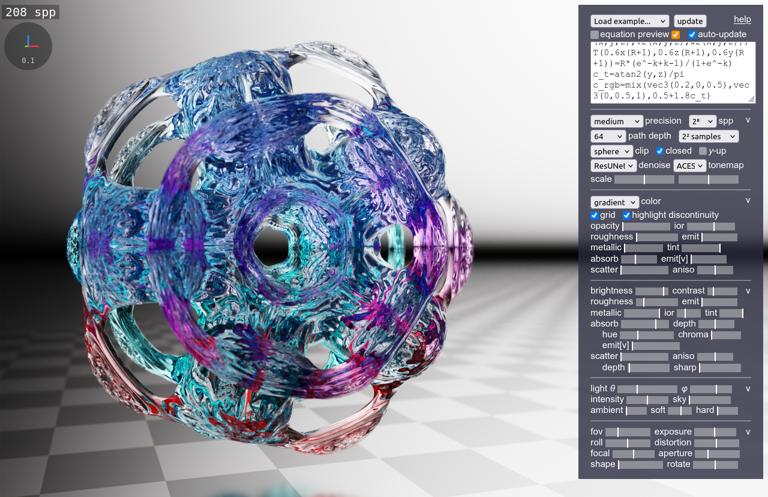 208 spp
0.1
Load example... update help
equation preview auto-update
T(0.6x(R+1),0.6z(R+1),0.6y(R
+1))=R*(e^-k+k-1)/(1+e^-k)
c_t=atan2(y,z)/pi
c_rgb=mix(vec3(0.2,0,0.5),vec
3(0,0.5,1),0.5+1.8c_t)
medium precision 2⁸ spp v
64 path depth 2² samples
sphere clip closed y-up
ResUNet denoise ACES tonemap
scale
gradient color v
grid highlight discontinuity
opacity ior
roughness emit
metallic tint
absorb emit[v]
scatter aniso
brightness contrast v
roughness emit
metallic ior tint
absorb depth
hue chroma
emit[v]
scatter aniso
depth sharp
light θ φ v
intensity sky
ambient soft hard
fov exposure v
roll distortion
focal aperture
shape rotate